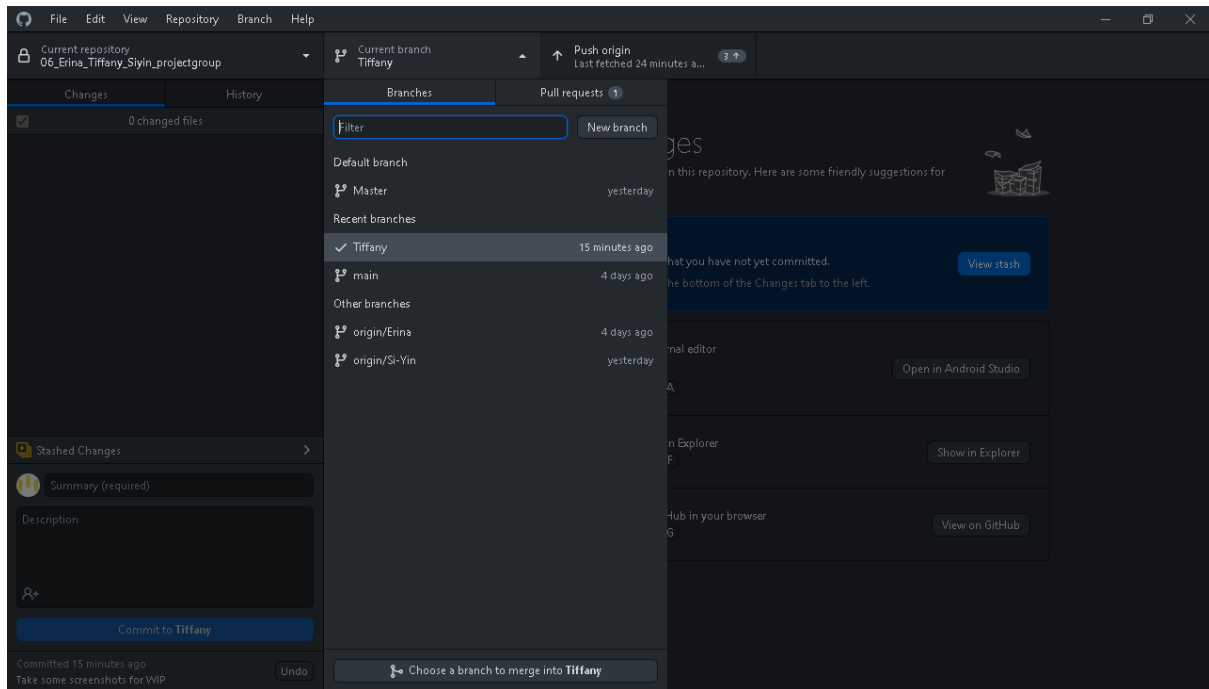 File Edit View Repository Branch Help
Current repository
06_Erina_Tiffany_Siyin_projectgroup
Current branch
Tiffany
Push origin
Last fetched 24 minutes a...
3
Changes
History
0 changed files
Branches
Pull requests 1
Filter
New branch
Default branch
Master yesterday
Recent branches
Tiffany 15 minutes ago
main 4 days ago
Other branches
origin/Erina 4 days ago
origin/Si-Yin yesterday
Choose a branch to merge into Tiffany
ges
n this repository. Here are some friendly suggestions for
hat you have not yet committed.
he bottom of the Changes tab to the left.
View stash
nal editor
A
Open in Android Studio
n Explorer
F
Show in Explorer
Hub in your browser
G
View on GitHub
Stashed Changes
Summary (required)
Description
Commit to Tiffany
Committed 15 minutes ago
Take some screenshots for WIP
Undo